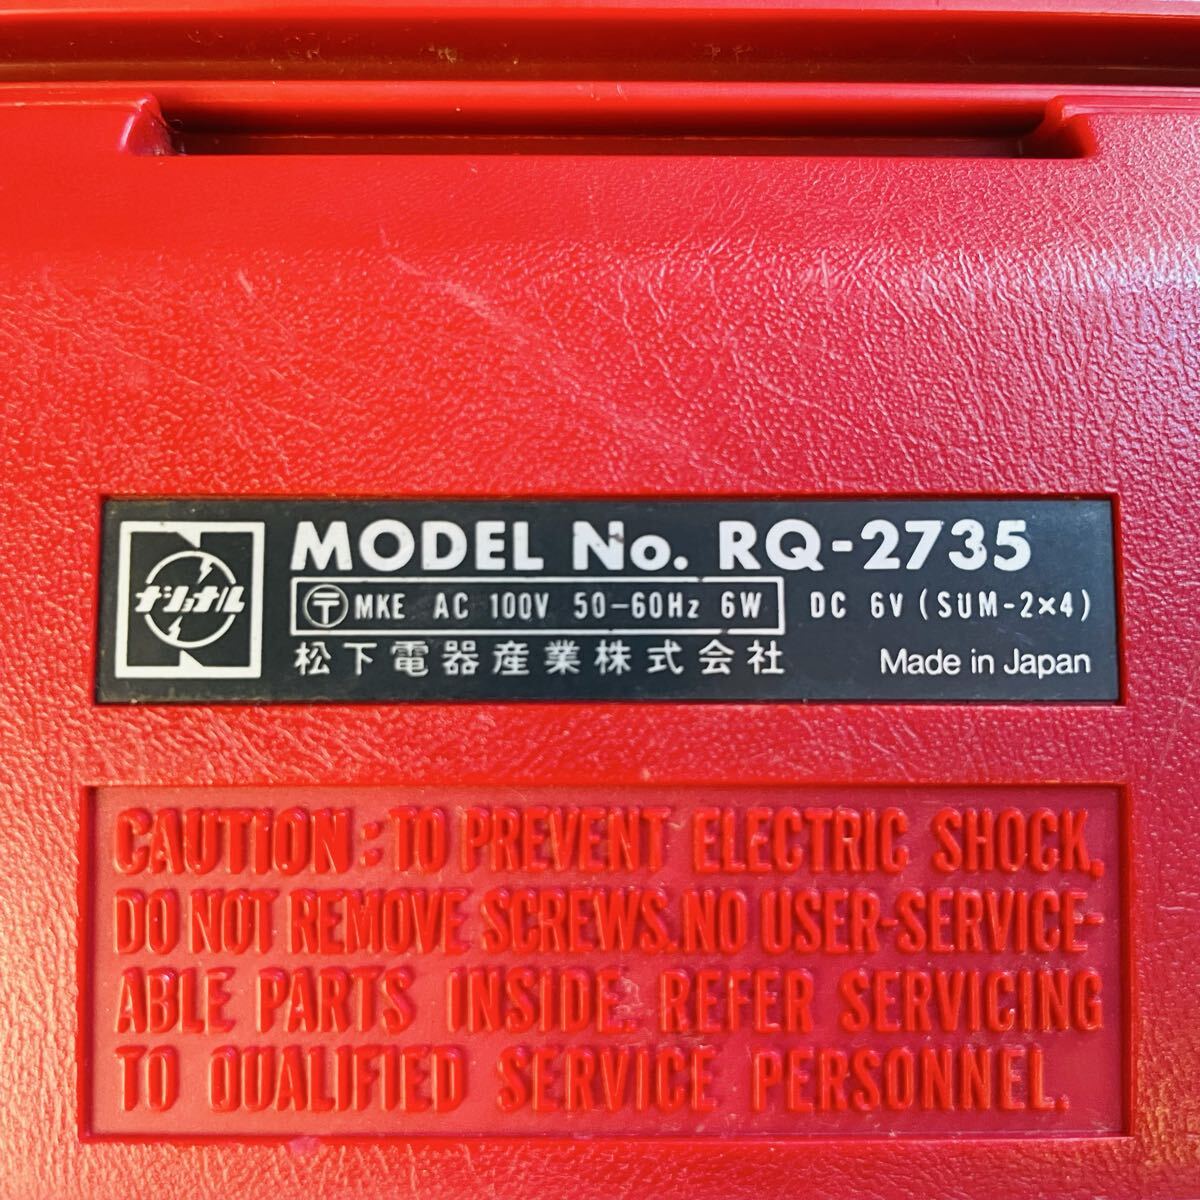 ナショナル
MODEL No. RQ-2735
〒 MKE AC 100V 50-60Hz 6W DC 6V (SUM-2×4)
松下電器産業株式会社 Made in Japan
CAUTION: TO PREVENT ELECTRIC SHOCK,
DO NOT REMOVE SCREWS. NO USER-SERVICE-
ABLE PARTS INSIDE. REFER SERVICING
TO QUALIFIED SERVICE PERSONNEL.